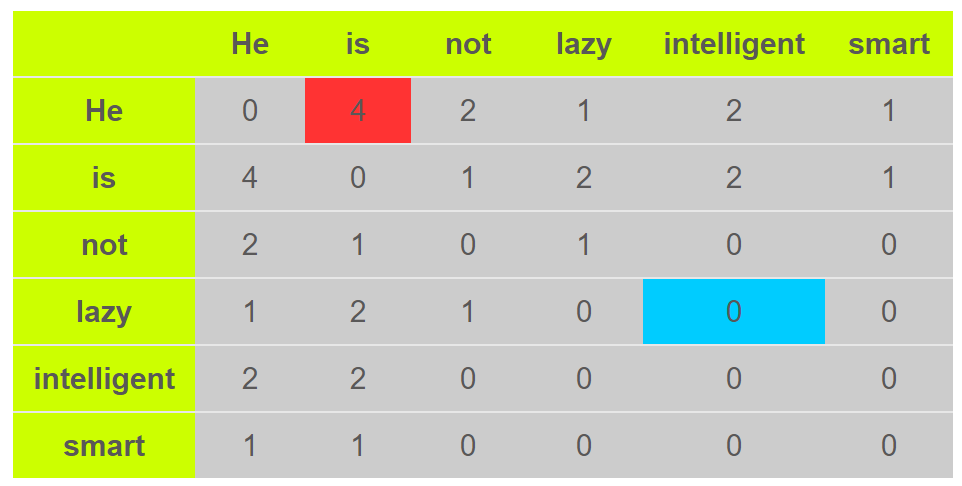 He is not lazy intelligent smart
He 0 4 2 1 2 1
is 4 0 1 2 2 1
not 2 1 0 1 0 0
lazy 1 2 1 0 0 0
intelligent 2 2 0 0 0 0
smart 1 1 0 0 0 0